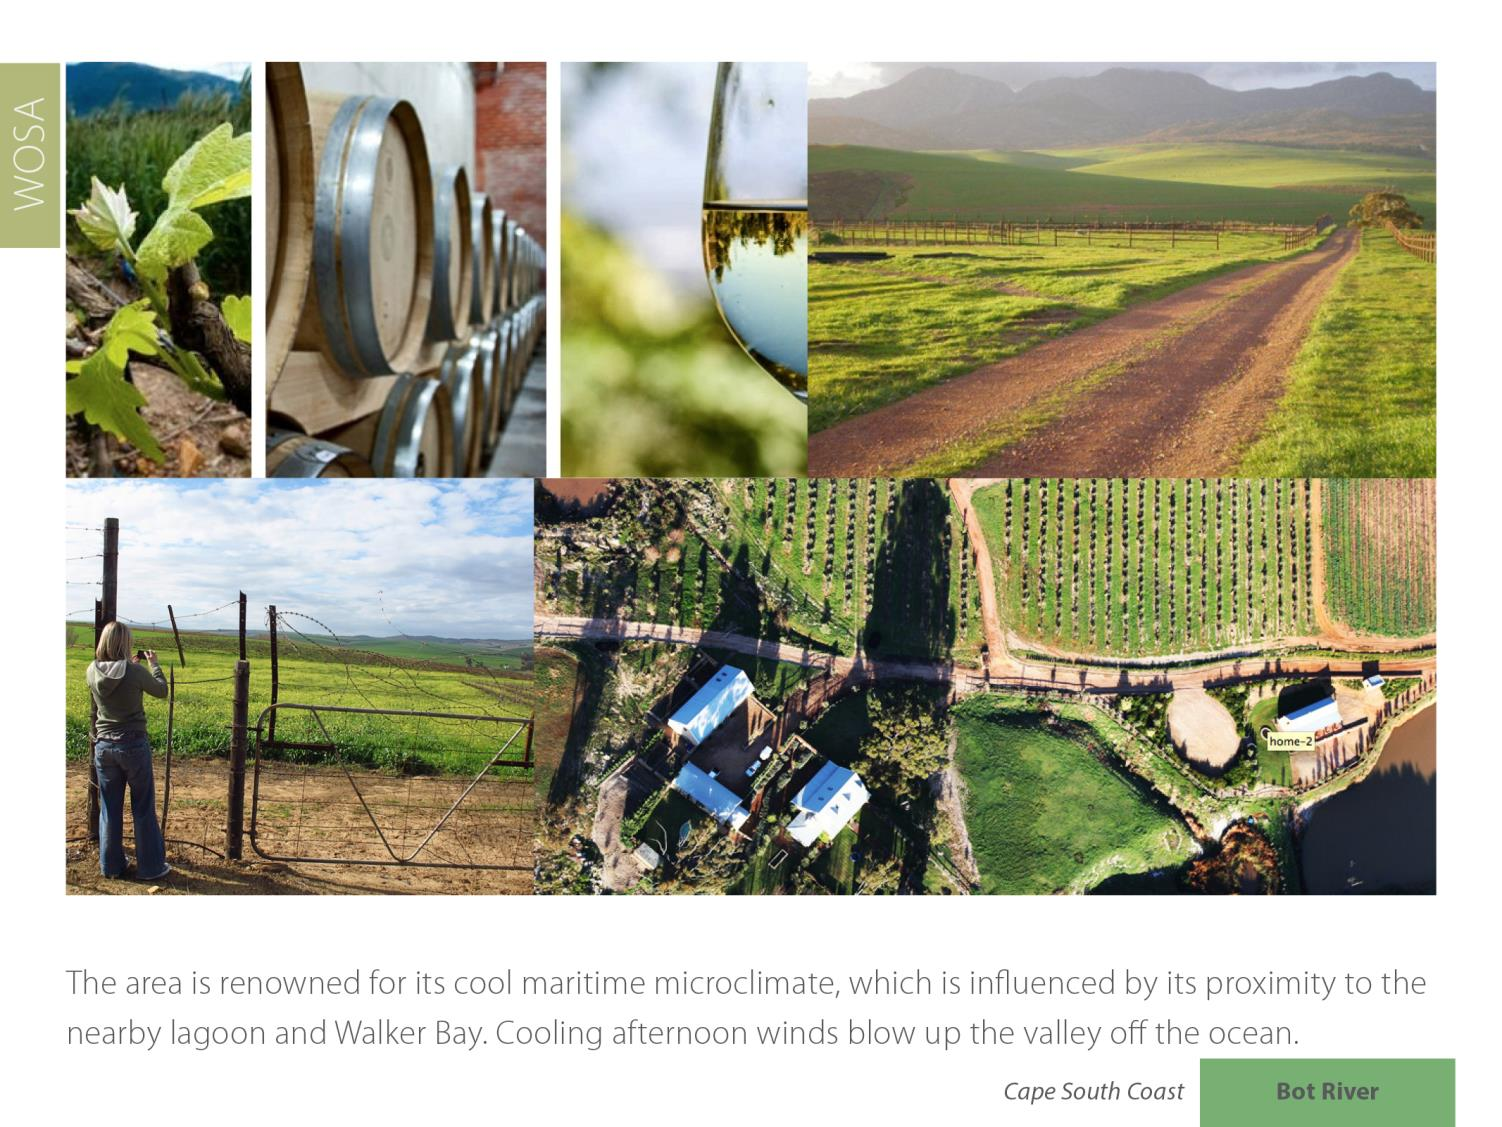 WOSA
home-2
The area is renowned for its cool maritime microclimate, which is influenced by its proximity to the
nearby lagoon and Walker Bay. Cooling afternoon winds blow up the valley off the ocean.
Cape South Coast
Bot River